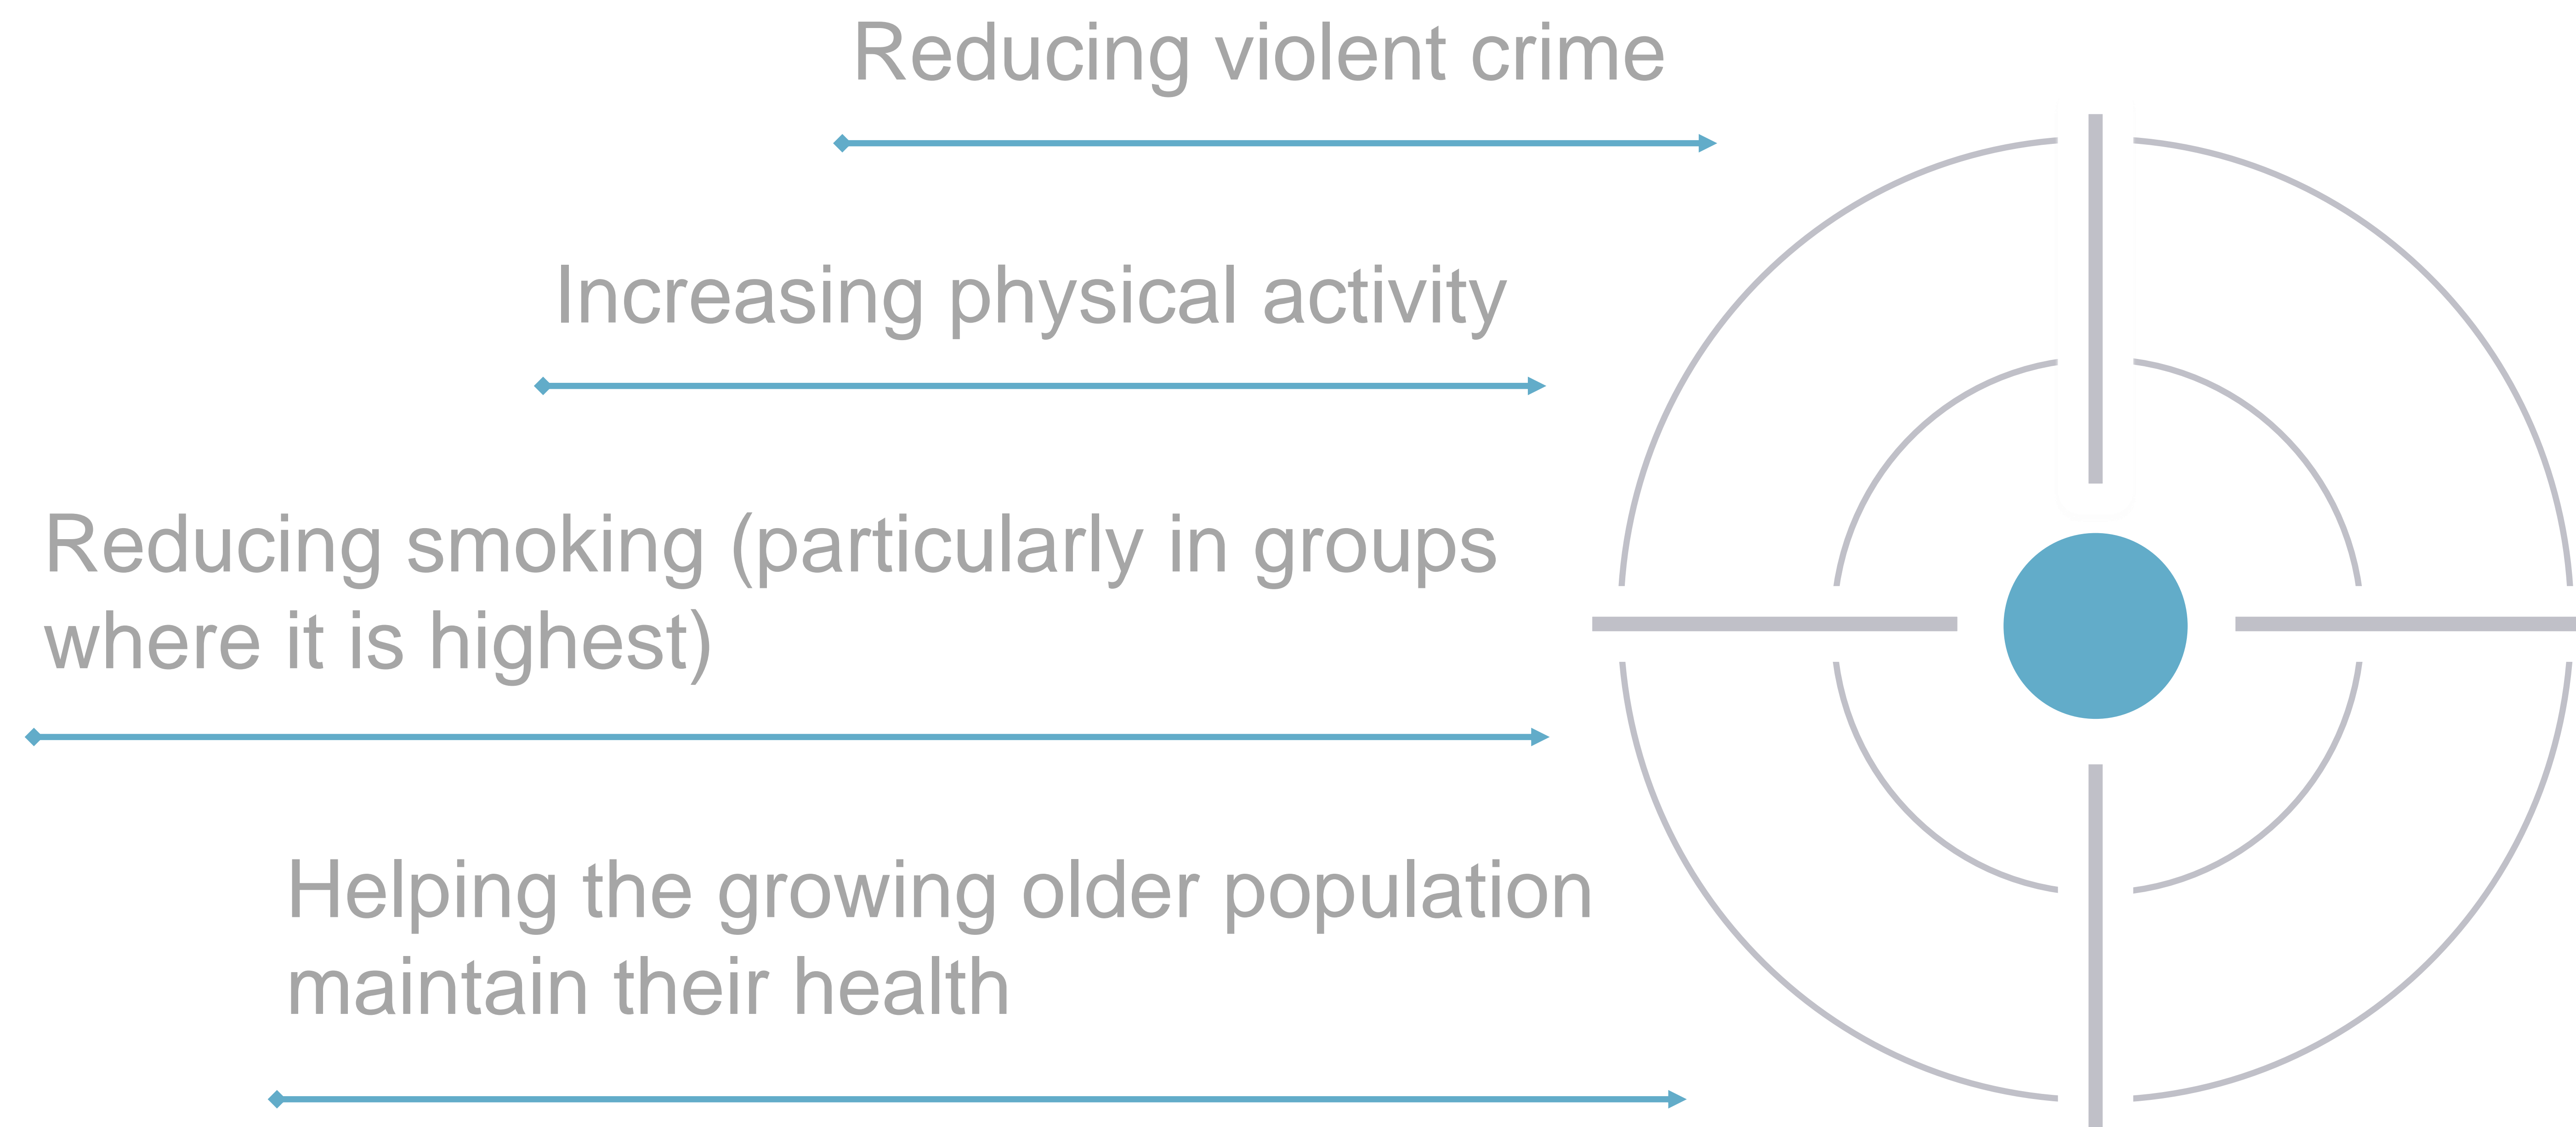 Reducing violent crime
Increasing physical activity
Reducing smoking (particularly in groups
where it is highest)
Helping the growing older population
maintain their health